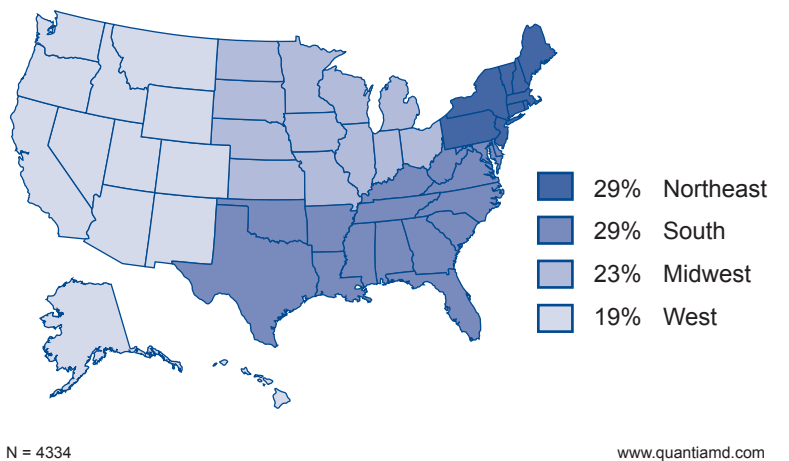 29% Northeast
29% South
23% Midwest
19% West
N = 4334
www.quantiamd.com